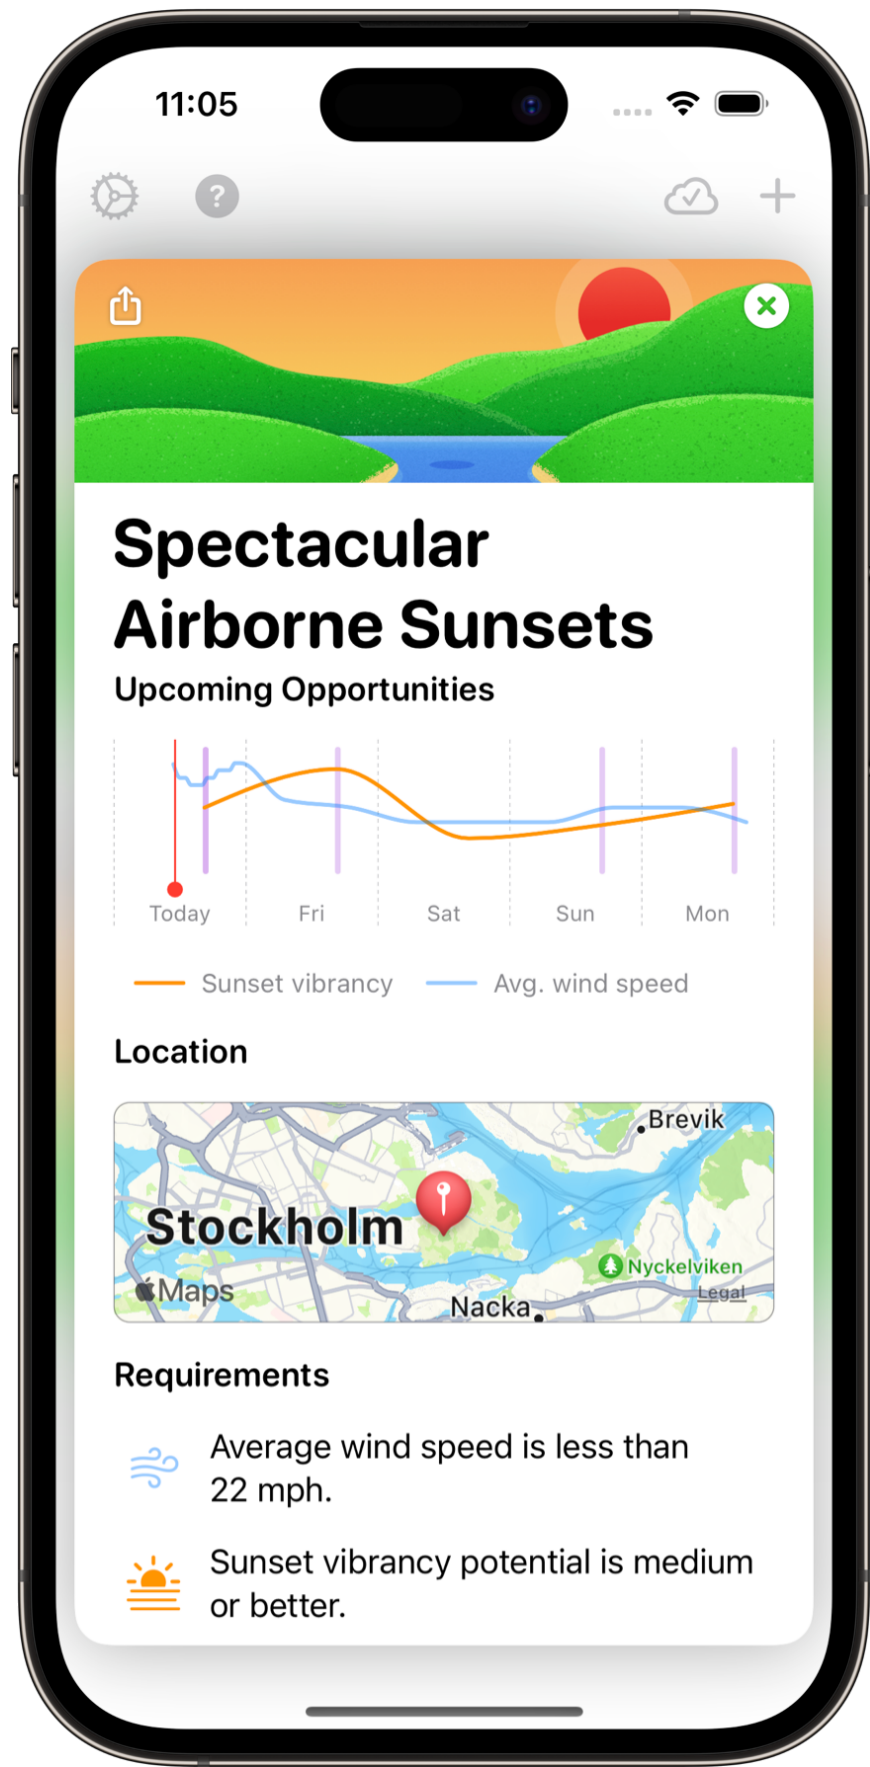 11:05
?
Spectacular
Airborne Sunsets
Upcoming Opportunities
Today Fri Sat Sun Mon
Sunset vibrancy Avg. wind speed
Location
Brevik
Stockholm
Nyckelviken
Maps
Legal
Nacka
Requirements
Average wind speed is less than
22 mph.
Sunset vibrancy potential is medium
or better.